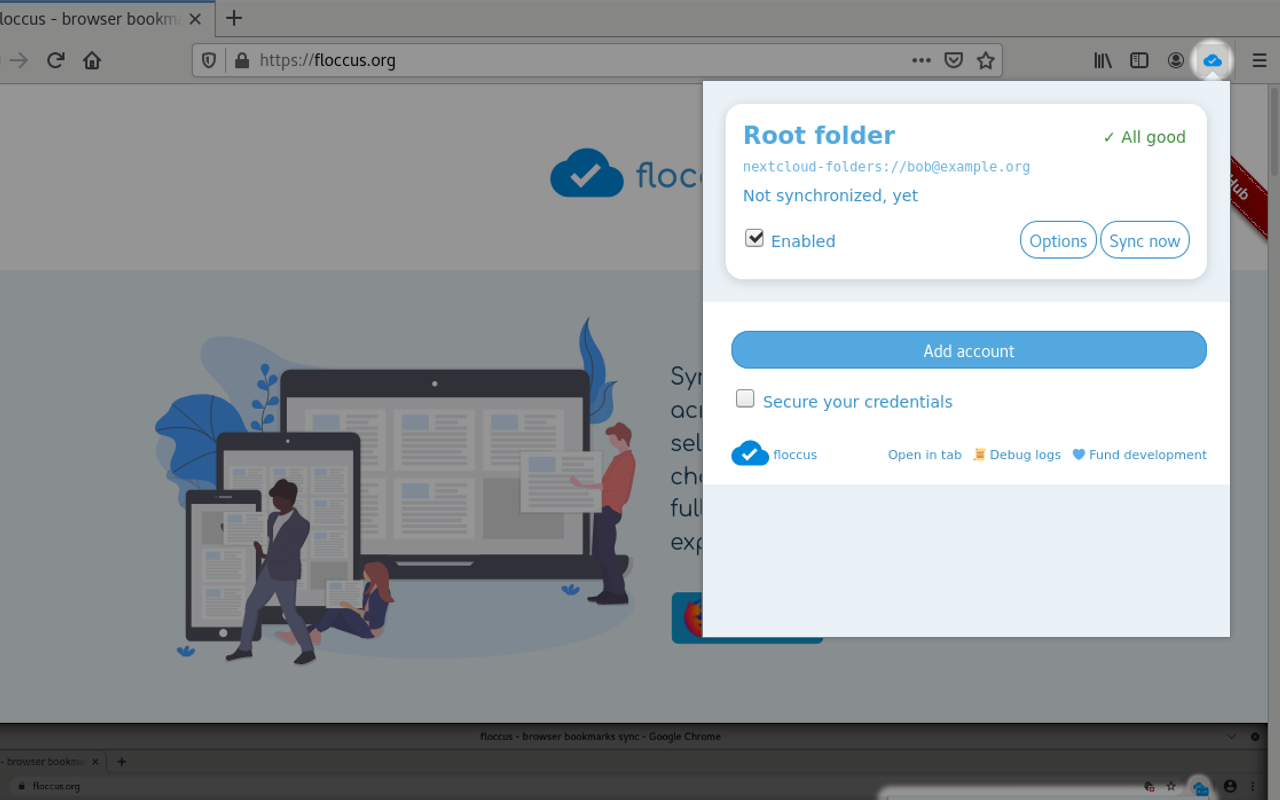 loccus - browser bookma
https://floccus.org
Root folder
✓ All good
nextcloud-folders://bob@example.org
Not synchronized, yet
Enabled
Options
Sync now
Add account
Secure your credentials
floccus
Open in tab
Debug logs
Fund development
flocc
Hub
Syn
acr
sel
cho
full
exp
floccus - browser bookmarks sync - Google Chrome
- browser bookma
floccus.org